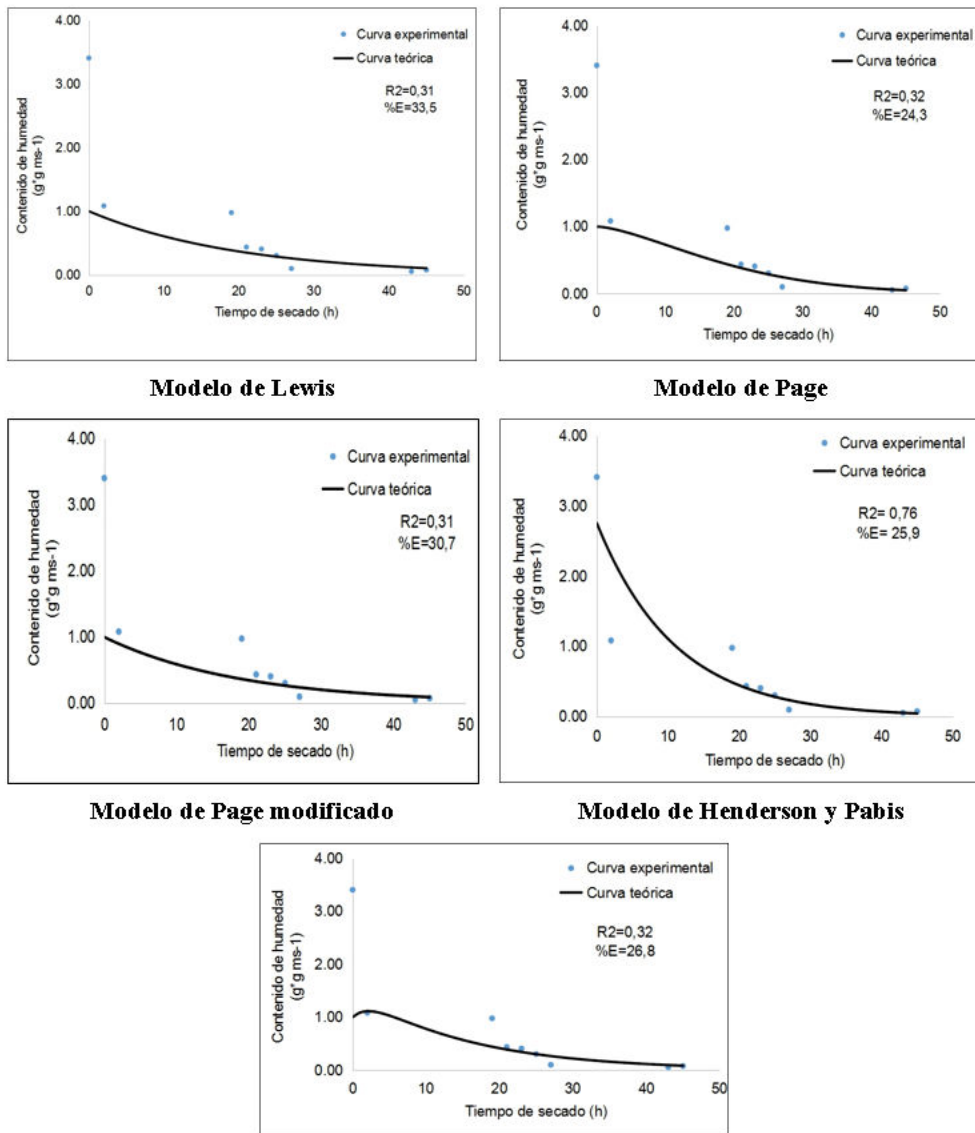 4.00
3.00
2.00
1.00
0.00
Contenido de humedad
(g*g ms-1)
Curva experimental
Curva teórica
R2=0,31
%E=33,5
0 10 20 30 40 50
Tiempo de secado (h)
Modelo de Lewis
4.00
3.00
2.00
1.00
0.00
Contenido de humedad
(g*g ms-1)
Curva experimental
Curva teórica
R2=0,32
%E=24,3
0 10 20 30 40 50
Tiempo de secado (h)
Modelo de Page
4.00
3.00
2.00
1.00
0.00
Contenido de humedad
(g*g ms-1)
Curva experimental
Curva teórica
R2=0,31
%E=30,7
0 10 20 30 40 50
Tiempo de secado (h)
Modelo de Page modificado
4.00
3.00
2.00
1.00
0.00
Contenido de humedad
(g*g ms-1)
Curva experimental
Curva teórica
R2= 0,76
%E= 25,9
0 10 20 30 40 50
Tiempo de secado (h)
Modelo de Henderson y Pabis
4.00
3.00
2.00
1.00
0.00
Contenido de humedad
(g*g ms-1)
Curva experimental
Curva teórica
R2=0,32
%E=26,8
0 10 20 30 40 50
Tiempo de secado (h)